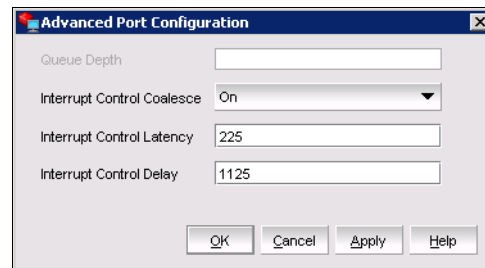 Advanced Port Configuration
Queue Depth
Interrupt Control Coalesce On
Interrupt Control Latency 225
Interrupt Control Delay 1125
OK Cancel Apply Help